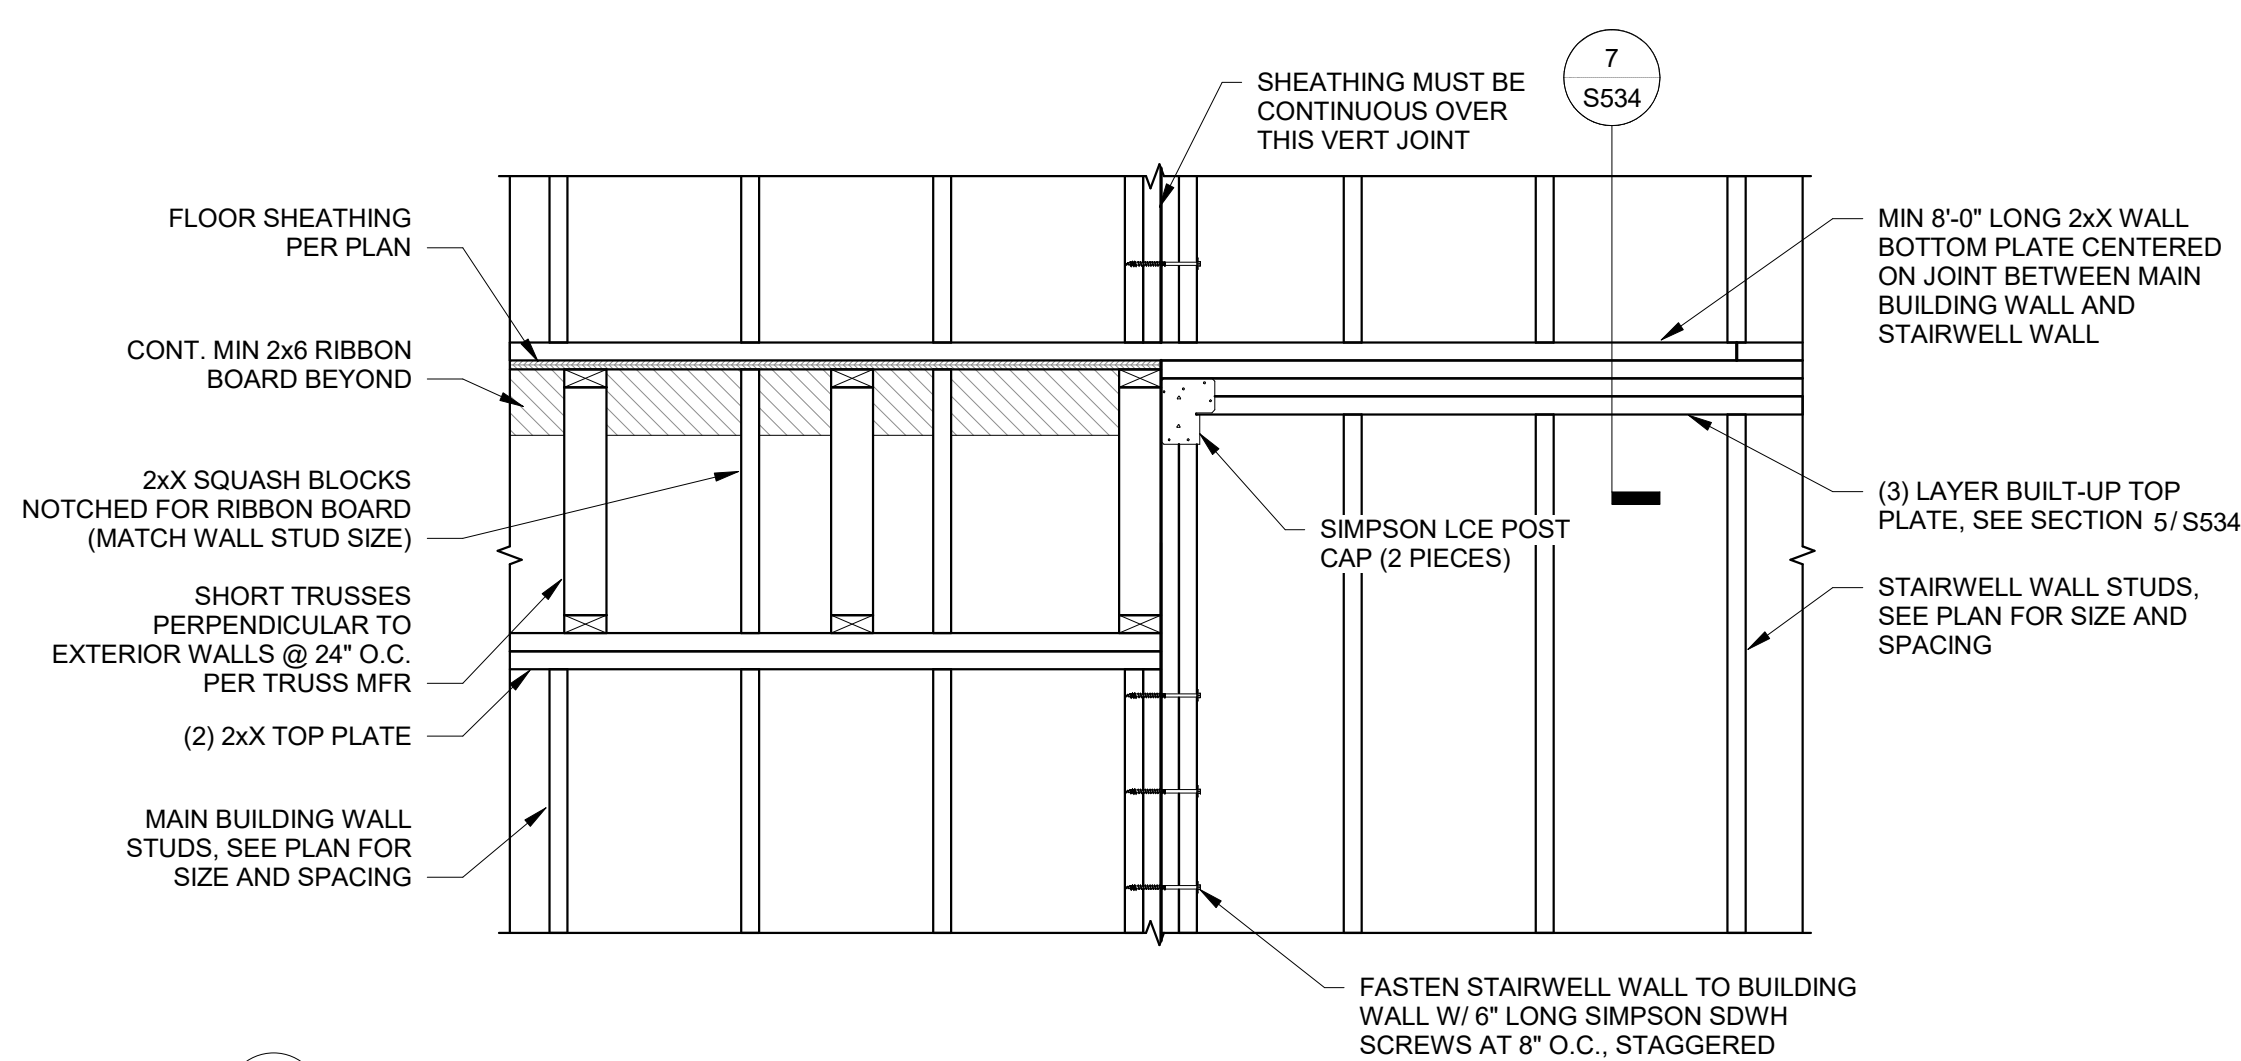 7
S534
SHEATHING MUST BE
CONTINUOUS OVER
THIS VERT JOINT
FLOOR SHEATHING
PER PLAN
CONT. MIN 2x6 RIBBON
BOARD BEYOND
2xX SQUASH BLOCKS
NOTCHED FOR RIBBON BOARD
(MATCH WALL STUD SIZE)
SHORT TRUSSES
PERPENDICULAR TO
EXTERIOR WALLS @ 24" O.C.
PER TRUSS MFR
(2) 2xX TOP PLATE
MAIN BUILDING WALL
STUDS, SEE PLAN FOR
SIZE AND SPACING
SIMPSON LCE POST
CAP (2 PIECES)
MIN 8'-0" LONG 2xX WALL
BOTTOM PLATE CENTERED
ON JOINT BETWEEN MAIN
BUILDING WALL AND
STAIRWELL WALL
(3) LAYER BUILT-UP TOP
PLATE, SEE SECTION 5/S534
STAIRWELL WALL STUDS,
SEE PLAN FOR SIZE AND
SPACING
FASTEN STAIRWELL WALL TO BUILDING
WALL W/ 6" LONG SIMPSON SDWH
SCREWS AT 8" O.C., STAGGERED